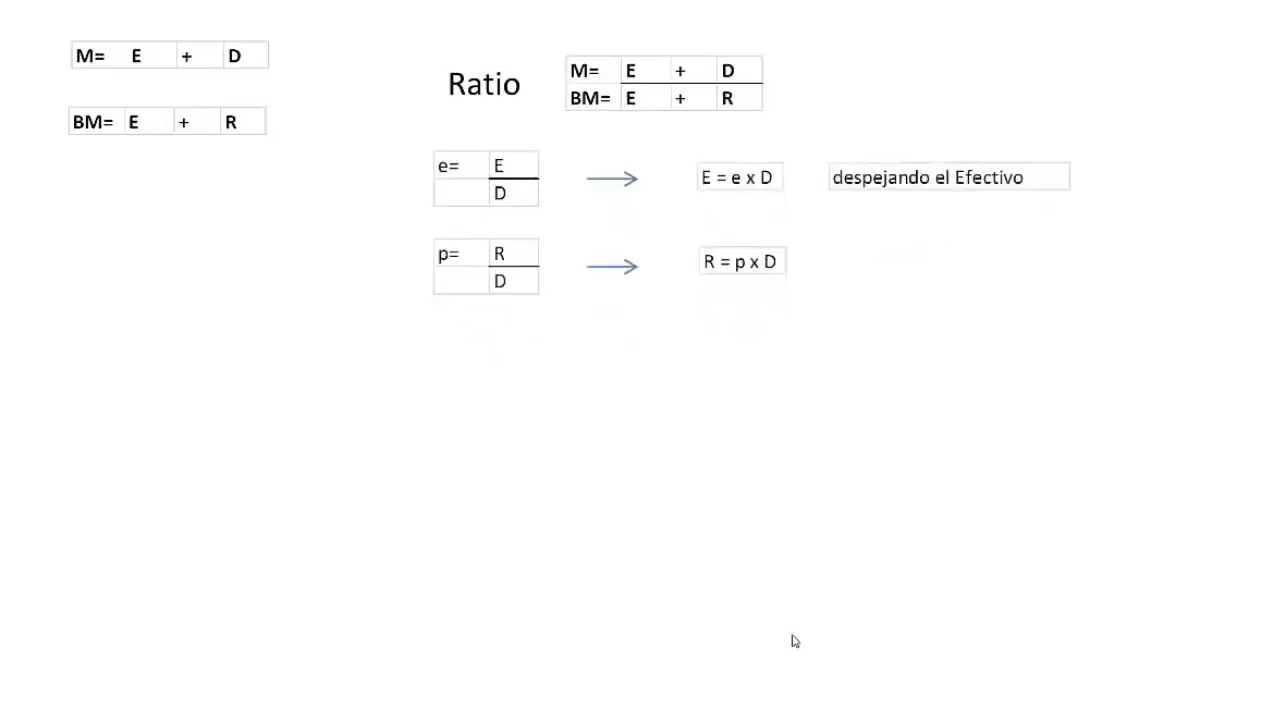 M= E + D
BM= E + R
Ratio
M= E + D
BM= E + R
e= E
D
E = e x D
despejando el Efectivo
p= R
D
R = p x D